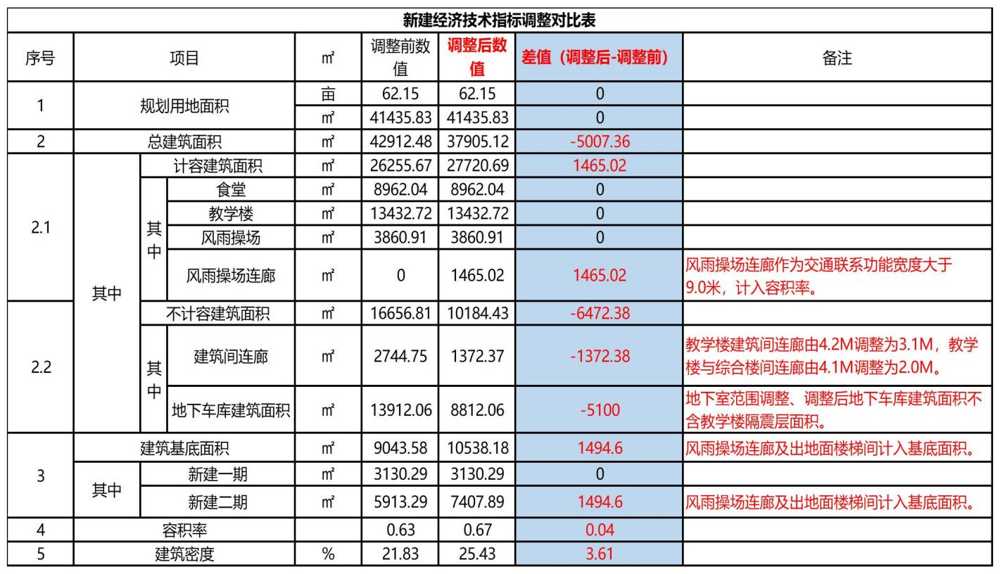 新建经济技术指标调整对比表
序号 项目 ㎡ 调整前数值 调整后数值 差值（调整后-调整前） 备注
1 规划用地面积 亩 62.15 62.15 0
㎡ 41435.83 41435.83 0
2 总建筑面积 ㎡ 42912.48 37905.12 -5007.36
2.1 其中 计容建筑面积 ㎡ 26255.67 27720.69 1465.02
其中 食堂 ㎡ 8962.04 8962.04 0
教学楼 ㎡ 13432.72 13432.72 0
风雨操场 ㎡ 3860.91 3860.91 0
风雨操场连廊 ㎡ 0 1465.02 1465.02 风雨操场连廊作为交通联系功能宽度大于
9.0米，计入容积率。
2.2 不计容建筑面积 ㎡ 16656.81 10184.43 -6472.38
其中 建筑间连廊 ㎡ 2744.75 1372.37 -1372.38 教学楼建筑间连廊由4.2M调整为3.1M，教学
楼与综合楼间连廊由4.1M调整为2.0M。
地下车库建筑面积 ㎡ 13912.06 8812.06 -5100 地下室范围调整、调整后地下车库建筑面积不
含教学楼隔震层面积。
3 建筑基底面积 ㎡ 9043.58 10538.18 1494.6 风雨操场连廊及出地面楼梯间计入基底面积。
其中 新建一期 ㎡ 3130.29 3130.29 0
新建二期 ㎡ 5913.29 7407.89 1494.6 风雨操场连廊及出地面楼梯间计入基底面积。
4 容积率 0.63 0.67 0.04
5 建筑密度 % 21.83 25.43 3.61